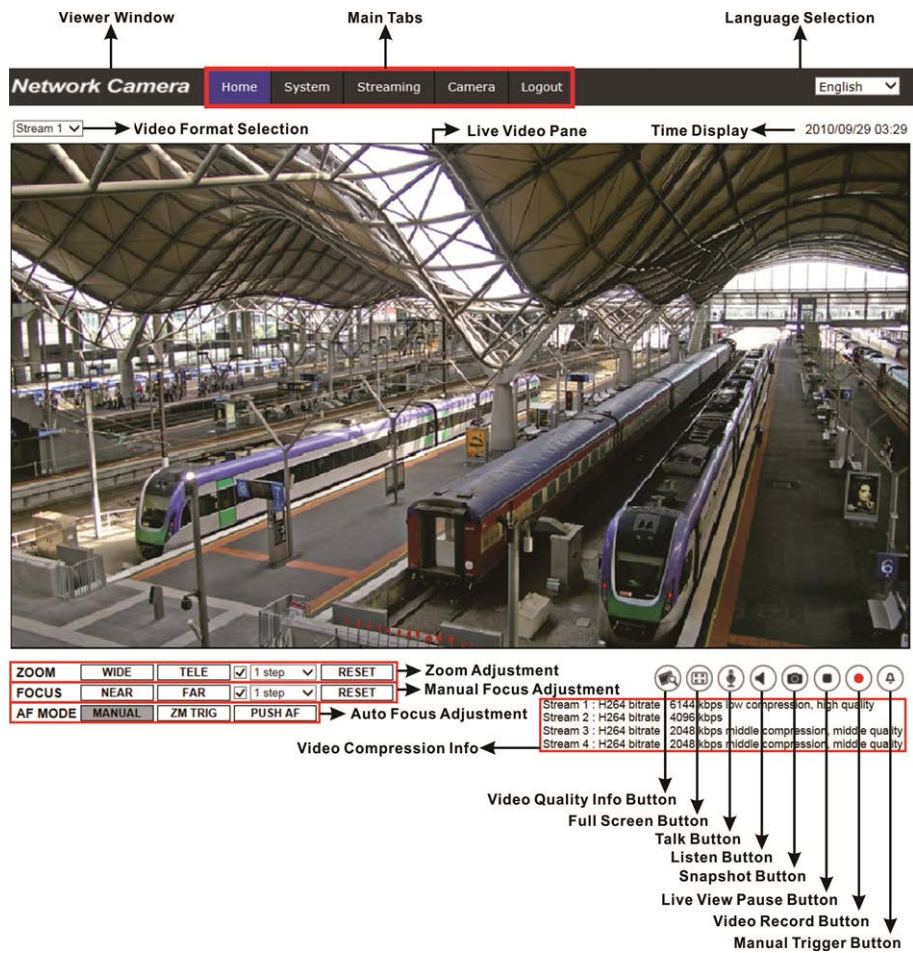 Viewer Window Main Tabs Language Selection
Network Camera Home System Streaming Camera Logout English
Stream 1 Video Format Selection Live Video Pane Time Display 2010/09/29 03:29
8 7
6
ZOOM WIDE TELE 1 step RESET Zoom Adjustment
FOCUS NEAR FAR 1 step RESET Manual Focus Adjustment
AF MODE MANUAL ZM TRIG PUSH AF Auto Focus Adjustment
Stream 1 : H264 bitrate 6144 kbps low compression, high quality
Stream 2 : H264 bitrate 4096 kbps
Stream 3 : H264 bitrate 2048 kbps middle compression, middle quality
Stream 4 : H264 bitrate 2048 kbps middle compression, middle quality
Video Compression Info
Video Quality Info Button
Full Screen Button
Talk Button
Listen Button
Snapshot Button
Live View Pause Button
Video Record Button
Manual Trigger Button